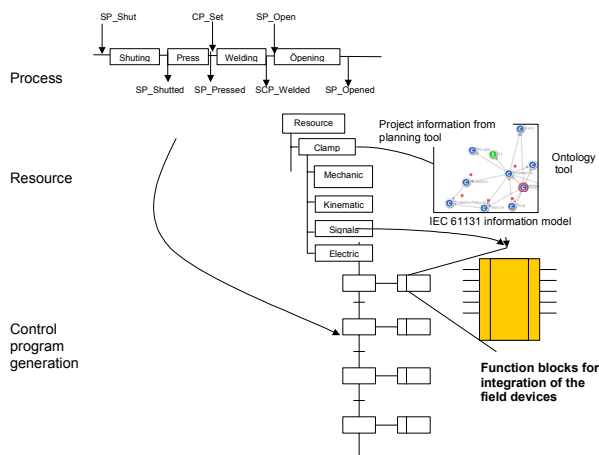 SP_Shut
CP_Set
SP_Open
Shuting
Press
Welding
Öpening
Process
SP_Shutted
SP_Pressed
SCP_Welded
SP_Opened
Resource
Project information from
planning tool
Clamp
Ontology
tool
Mechanic
Resource
Kinematic
IEC 61131 information model
Signals
Electric
Control
program
generation
Function blocks for
integration of the
field devices